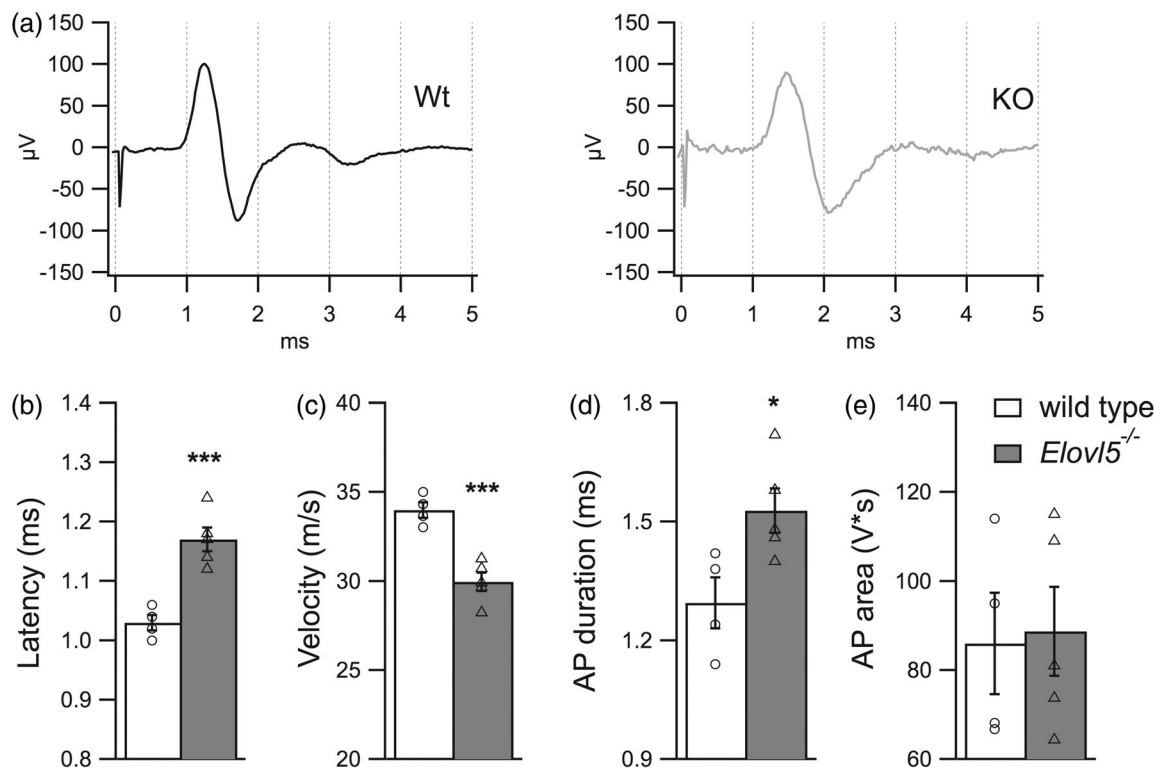 (a)
150
100
50
0
-50
-100
-150
µV
Wt
0 1 2 3 4 5
ms
150
100
50
0
-50
-100
-150
µV
KO
0 1 2 3 4 5
ms
(b)
1.4
1.3
1.2
1.1
1.0
0.9
0.8
Latency (ms)
***
(c)
40
35
30
25
20
Velocity (m/s)
***
(d)
1.8
1.5
1.2
0.9
AP duration (ms)
*
(e)
140
120
100
80
60
AP area (V*s)
wild type
Elovl5-/-